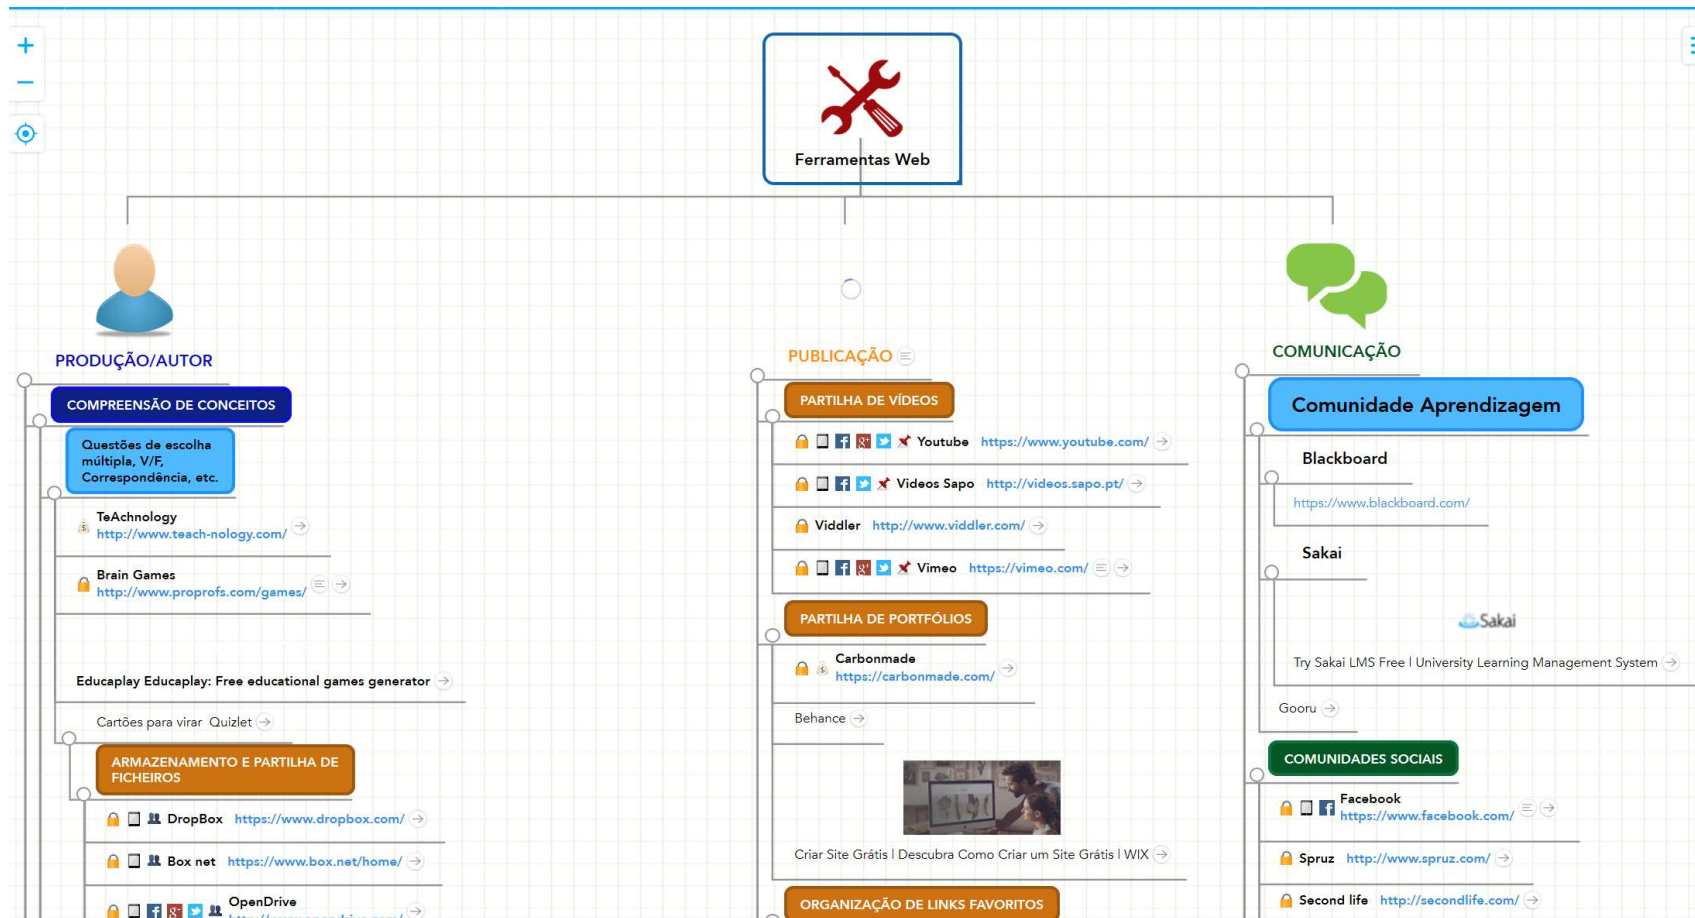 Ferramentas Web
PRODUÇÃO/AUTOR
COMPREENSÃO DE CONCEITOS
Questões de escolha
múltipla, V/F,
Correspondência, etc.
TeAchnology
http://www.teach-nology.com/
Brain Games
http://www.proprofs.com/games/
Educaplay Educaplay: Free educational games generator
Cartões para virar Quizlet
ARMAZENAMENTO E PARTILHA DE
FICHEIROS
DropBox https://www.dropbox.com/
Box net https://www.box.net/home/
OpenDrive
PUBLICAÇÃO
PARTILHA DE VÍDEOS
Youtube https://www.youtube.com/
Videos Sapo http://videos.sapo.pt/
Viddler http://www.viddler.com/
Vimeo https://vimeo.com/
PARTILHA DE PORTFÓLIOS
Carbonmade
https://carbonmade.com/
Behance
Criar Site Grátis | Descubra Como Criar um Site Grátis | WIX
ORGANIZAÇÃO DE LINKS FAVORITOS
COMUNICAÇÃO
Comunidade Aprendizagem
Blackboard
https://www.blackboard.com/
Sakai
Sakai
Try Sakai LMS Free | University Learning Management System
Gooru
COMUNIDADES SOCIAIS
Facebook
https://www.facebook.com/
Spruz http://www.spruz.com/
Second life http://secondlife.com/